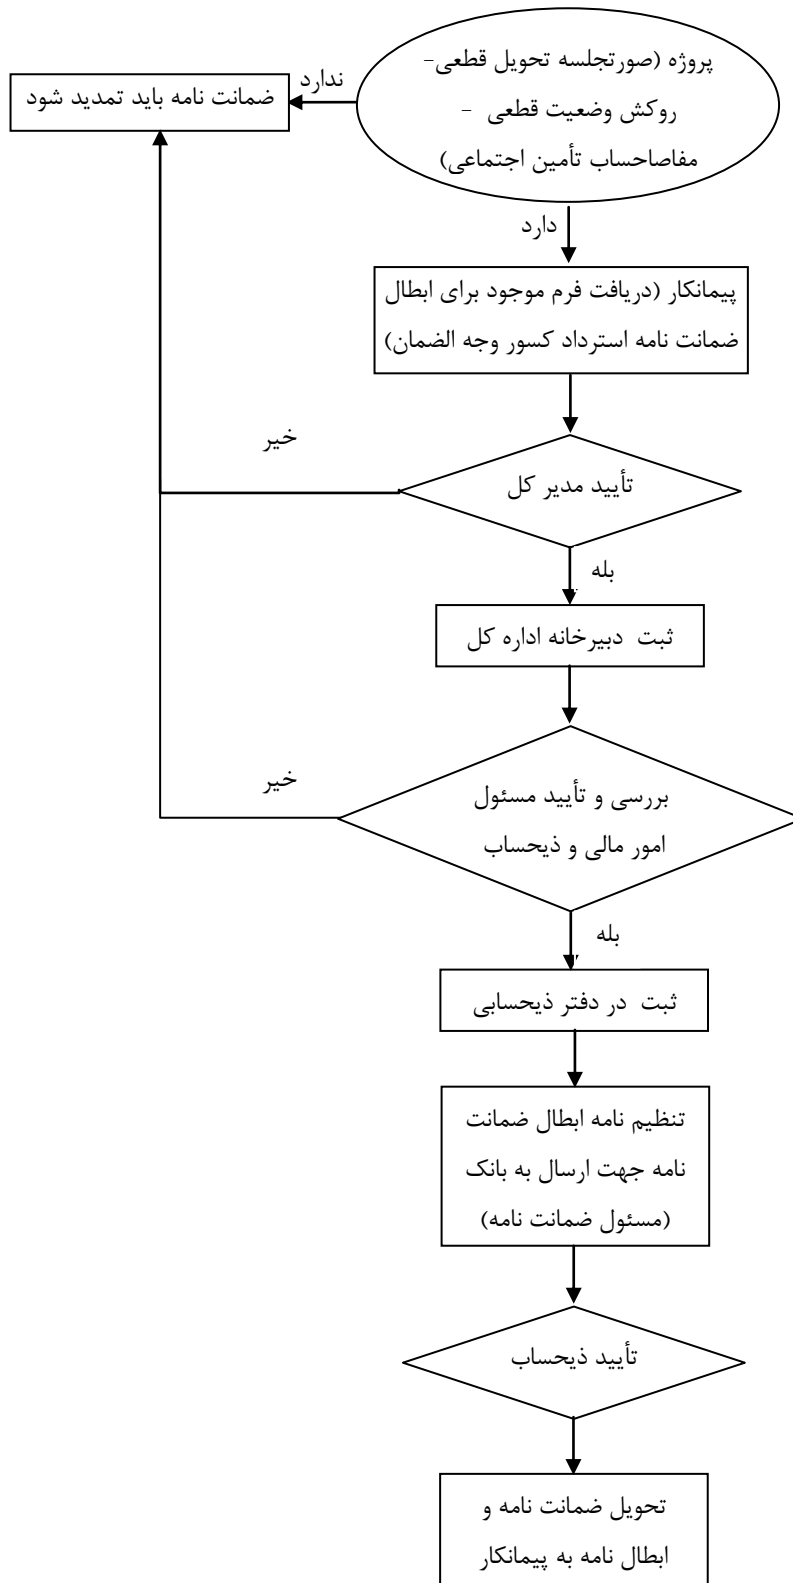 پروژه (صورتجلسه تحویل قطعی-
روکش وضعیت قطعی -
مفاصاحساب تأمین اجتماعی)
ندارد
ضمانت نامه باید تمدید شود
دارد
پیمانکار (دریافت فرم موجود برای ابطال
ضمانت نامه استرداد کسور وجه الضمان)
خیر
تأیید مدیر کل
بله
ثبت دبیرخانه اداره کل
خیر
بررسی و تأیید مسئول
امور مالی و ذیحساب
بله
ثبت در دفتر ذیحسابی
تنظیم نامه ابطال ضمانت
نامه جهت ارسال به بانک
(مسئول ضمانت نامه)
تأیید ذیحساب
تحویل ضمانت نامه و
ابطال نامه به پیمانکار